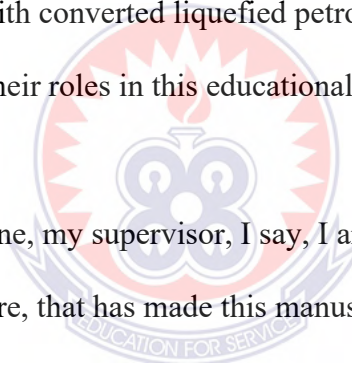 ith converted liquefied petro
heir roles in this educational
ne, my supervisor, I say, I a
re, that has made this manus
EDUCATION FOR SERVICE